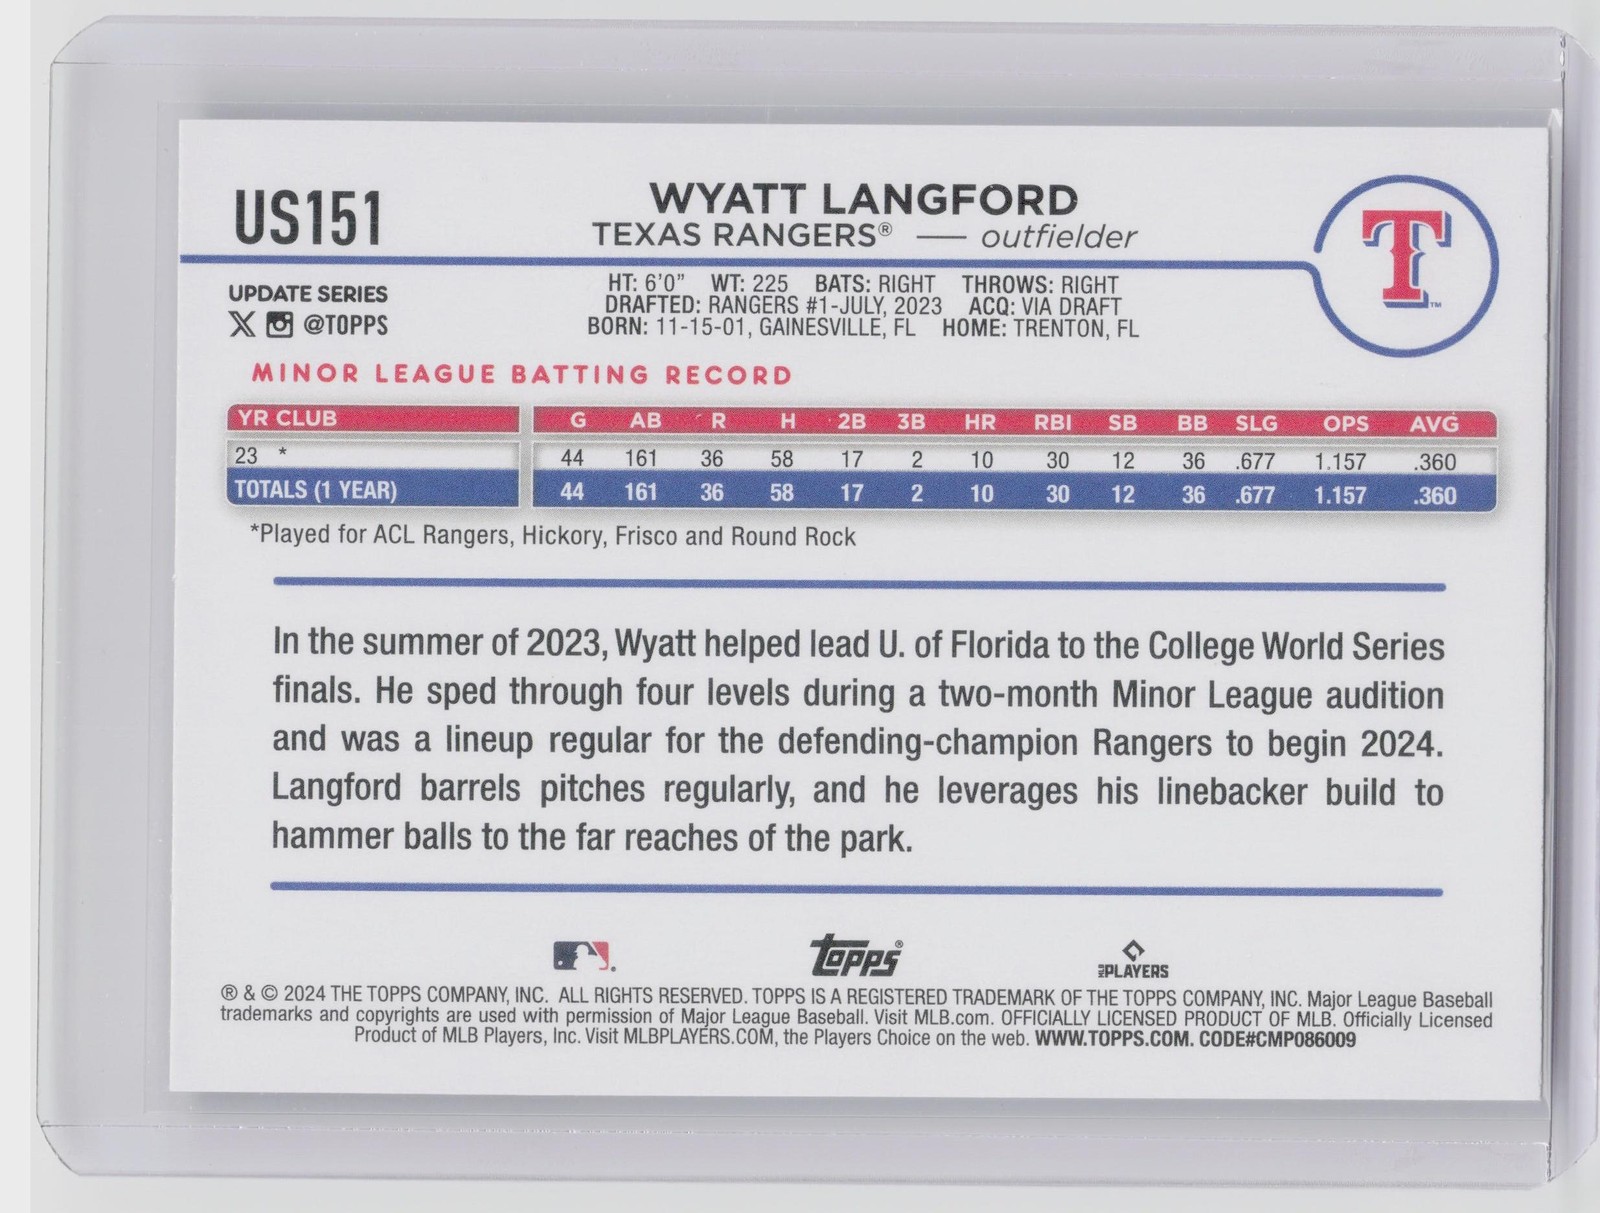 US151
WYATT LANGFORD
TEXAS RANGERS® — outfielder
T™
UPDATE SERIES
X @TOPPS
HT: 6'0" WT: 225 BATS: RIGHT THROWS: RIGHT
DRAFTED: RANGERS #1-JULY, 2023 ACQ: VIA DRAFT
BORN: 11-15-01, GAINESVILLE, FL HOME: TRENTON, FL
MINOR LEAGUE BATTING RECORD
YR CLUB G AB R H 2B 3B HR RBI SB BB SLG OPS AVG
23 * 44 161 36 58 17 2 10 30 12 36 .677 1.157 .360
TOTALS (1 YEAR) 44 161 36 58 17 2 10 30 12 36 .677 1.157 .360
*Played for ACL Rangers, Hickory, Frisco and Round Rock
In the summer of 2023, Wyatt helped lead U. of Florida to the College World Series
finals. He sped through four levels during a two-month Minor League audition
and was a lineup regular for the defending-champion Rangers to begin 2024.
Langford barrels pitches regularly, and he leverages his linebacker build to
hammer balls to the far reaches of the park.
Topps® MLB PLAYERS
® & © 2024 THE TOPPS COMPANY, INC. ALL RIGHTS RESERVED. TOPPS IS A REGISTERED TRADEMARK OF THE TOPPS COMPANY, INC. Major League Baseball
trademarks and copyrights are used with permission of Major League Baseball. Visit MLB.com. OFFICIALLY LICENSED PRODUCT OF MLB. Officially Licensed
Product of MLB Players, Inc. Visit MLBPLAYERS.COM, the Players Choice on the web. WWW.TOPPS.COM. CODE#CMP086009